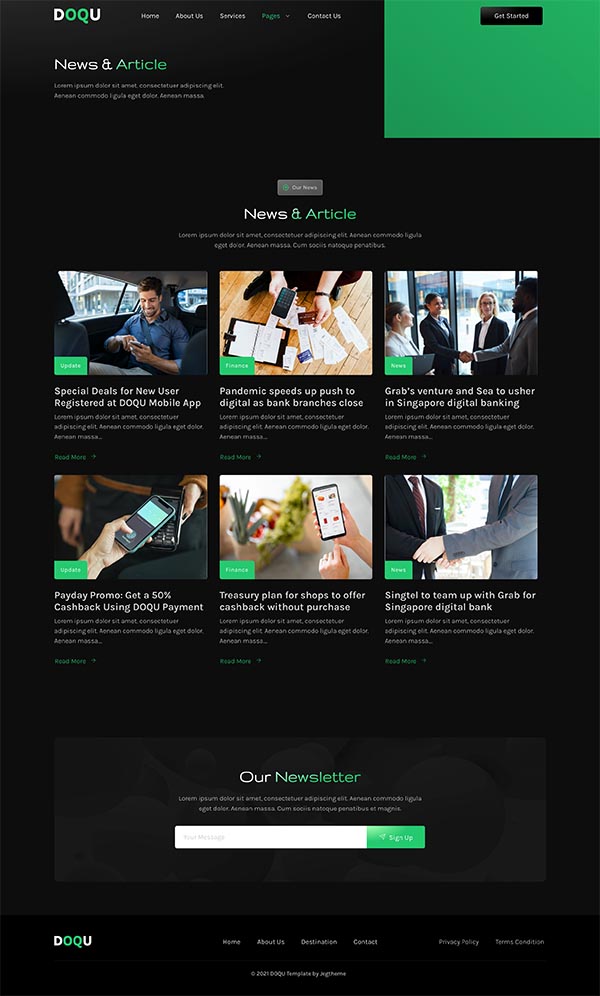 DOQU
Home About Us Services Pages Contact Us Get Started
News & Article
Lorem ipsum dolor sit amet, consectetuer adipiscing elit.
Aenean commodo ligula eget dolor. Aenean massa.
Our News
News & Article
Lorem ipsum dolor sit amet, consectetuer adipiscing elit. Aenean commodo ligula
eget dolor. Aenean massa. Cum sociis natoque penatibus.
Update
Special Deals for New User
Registered at DOQU Mobile App
Lorem ipsum dolor sit amet, consectetuer
adipiscing elit. Aenean commodo ligula eget dolor.
Aenean massa...
Read More
Finance
Pandemic speeds up push to
digital as bank branches close
Lorem ipsum dolor sit amet, consectetuer
adipiscing elit. Aenean commodo ligula eget dolor.
Aenean massa...
Read More
News
Grab's venture and Sea to usher
in Singapore digital banking
Lorem ipsum dolor sit amet, consectetuer
adipiscing elit. Aenean commodo ligula eget dolor.
Aenean massa...
Read More
Update
Payday Promo: Get a 50%
Cashback Using DOQU Payment
Lorem ipsum dolor sit amet, consectetuer
adipiscing elit. Aenean commodo ligula eget dolor.
Aenean massa...
Read More
Finance
Treasury plan for shops to offer
cashback without purchase
Lorem ipsum dolor sit amet, consectetuer
adipiscing elit. Aenean commodo ligula eget dolor.
Aenean massa...
Read More
News
Singtel to team up with Grab for
Singapore digital bank
Lorem ipsum dolor sit amet, consectetuer
adipiscing elit. Aenean commodo ligula eget dolor.
Aenean massa...
Read More
Our Newsletter
Lorem ipsum dolor sit amet, consectetuer adipiscing elit. Aenean commodo ligula
eget dolor. Aenean massa. Cum sociis natoque penatibus et magnis.
Your Message Sign Up
DOQU Home About Us Destination Contact Privacy Policy Terms Condition
© 2021 DOQU Template by Jegtheme